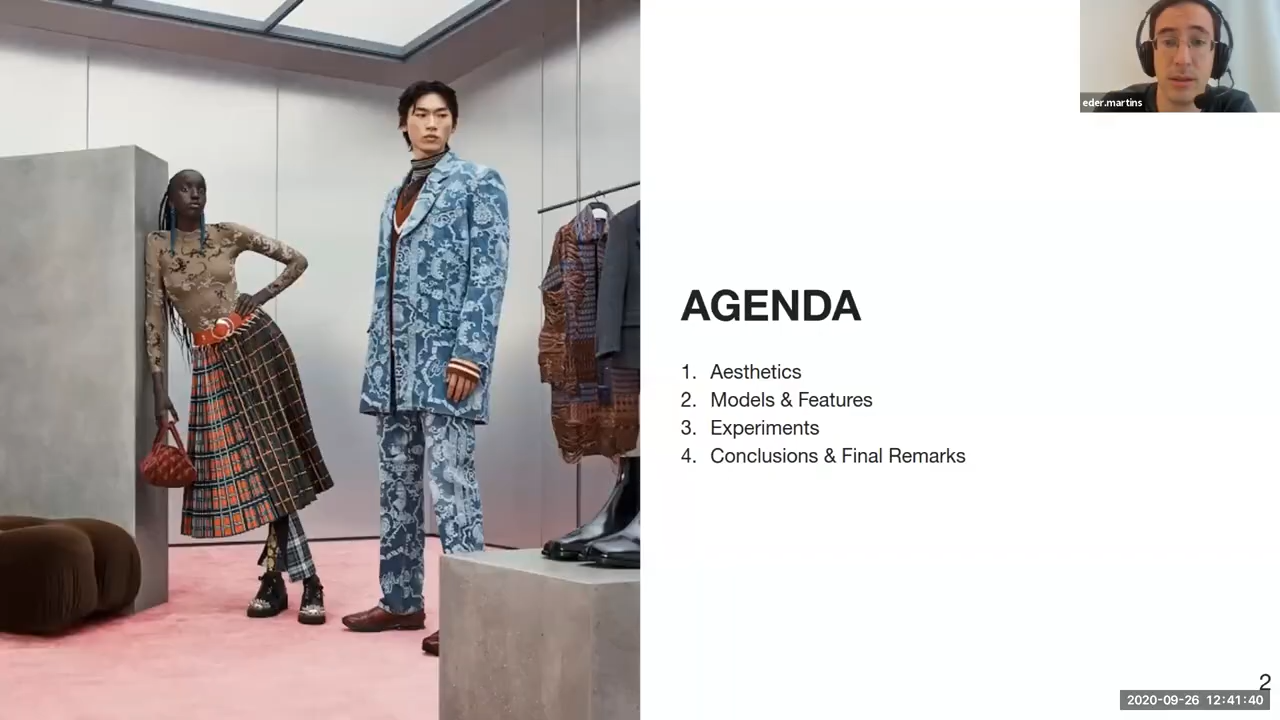 eder.martins
AGENDA
1. Aesthetics
2. Models & Features
3. Experiments
4. Conclusions & Final Remarks
2
2020-09-26 12:41:40